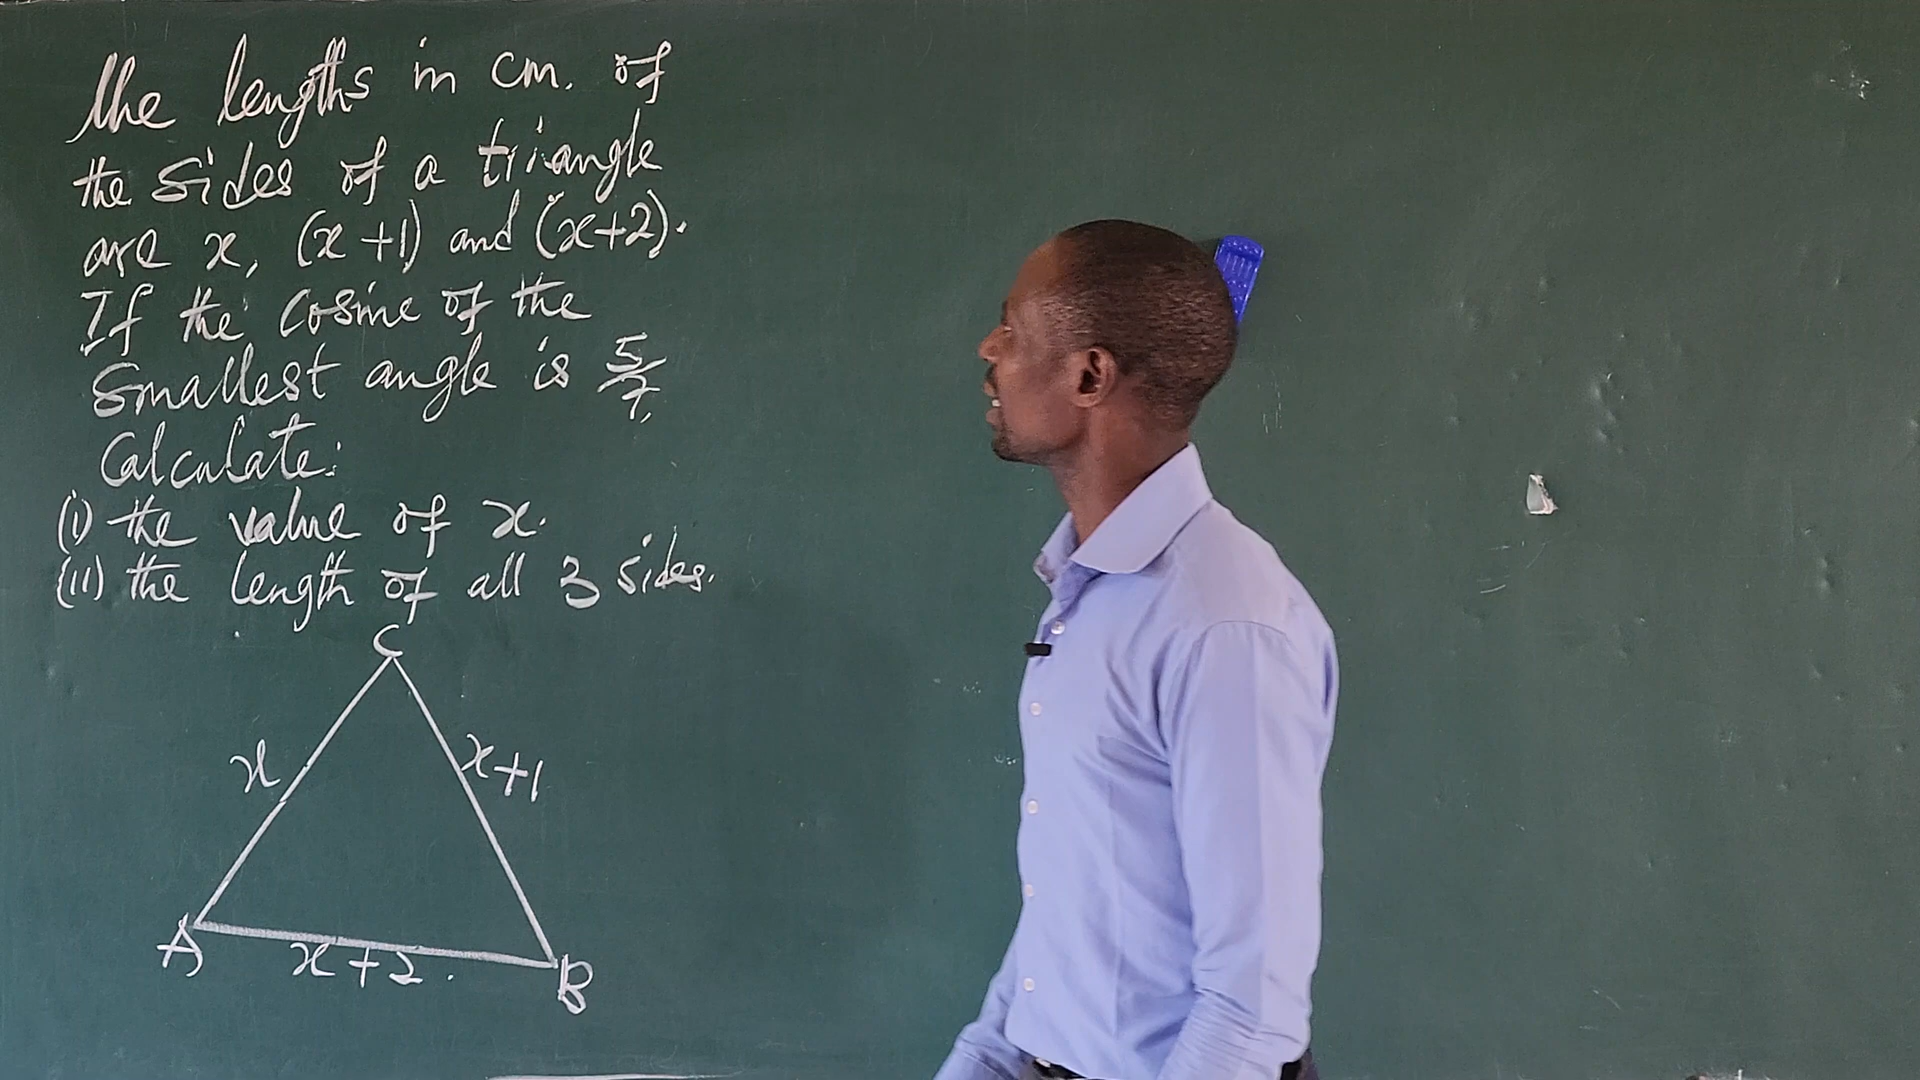 The lengths in cm. of
the sides of a triangle
are x, (x+1) and (x+2).
If the cosine of the
Smallest angle is 5/7,
Calculate:
(i) the value of x.
(ii) the length of all 3 sides.
C
x
x+1
A
x+2.
B